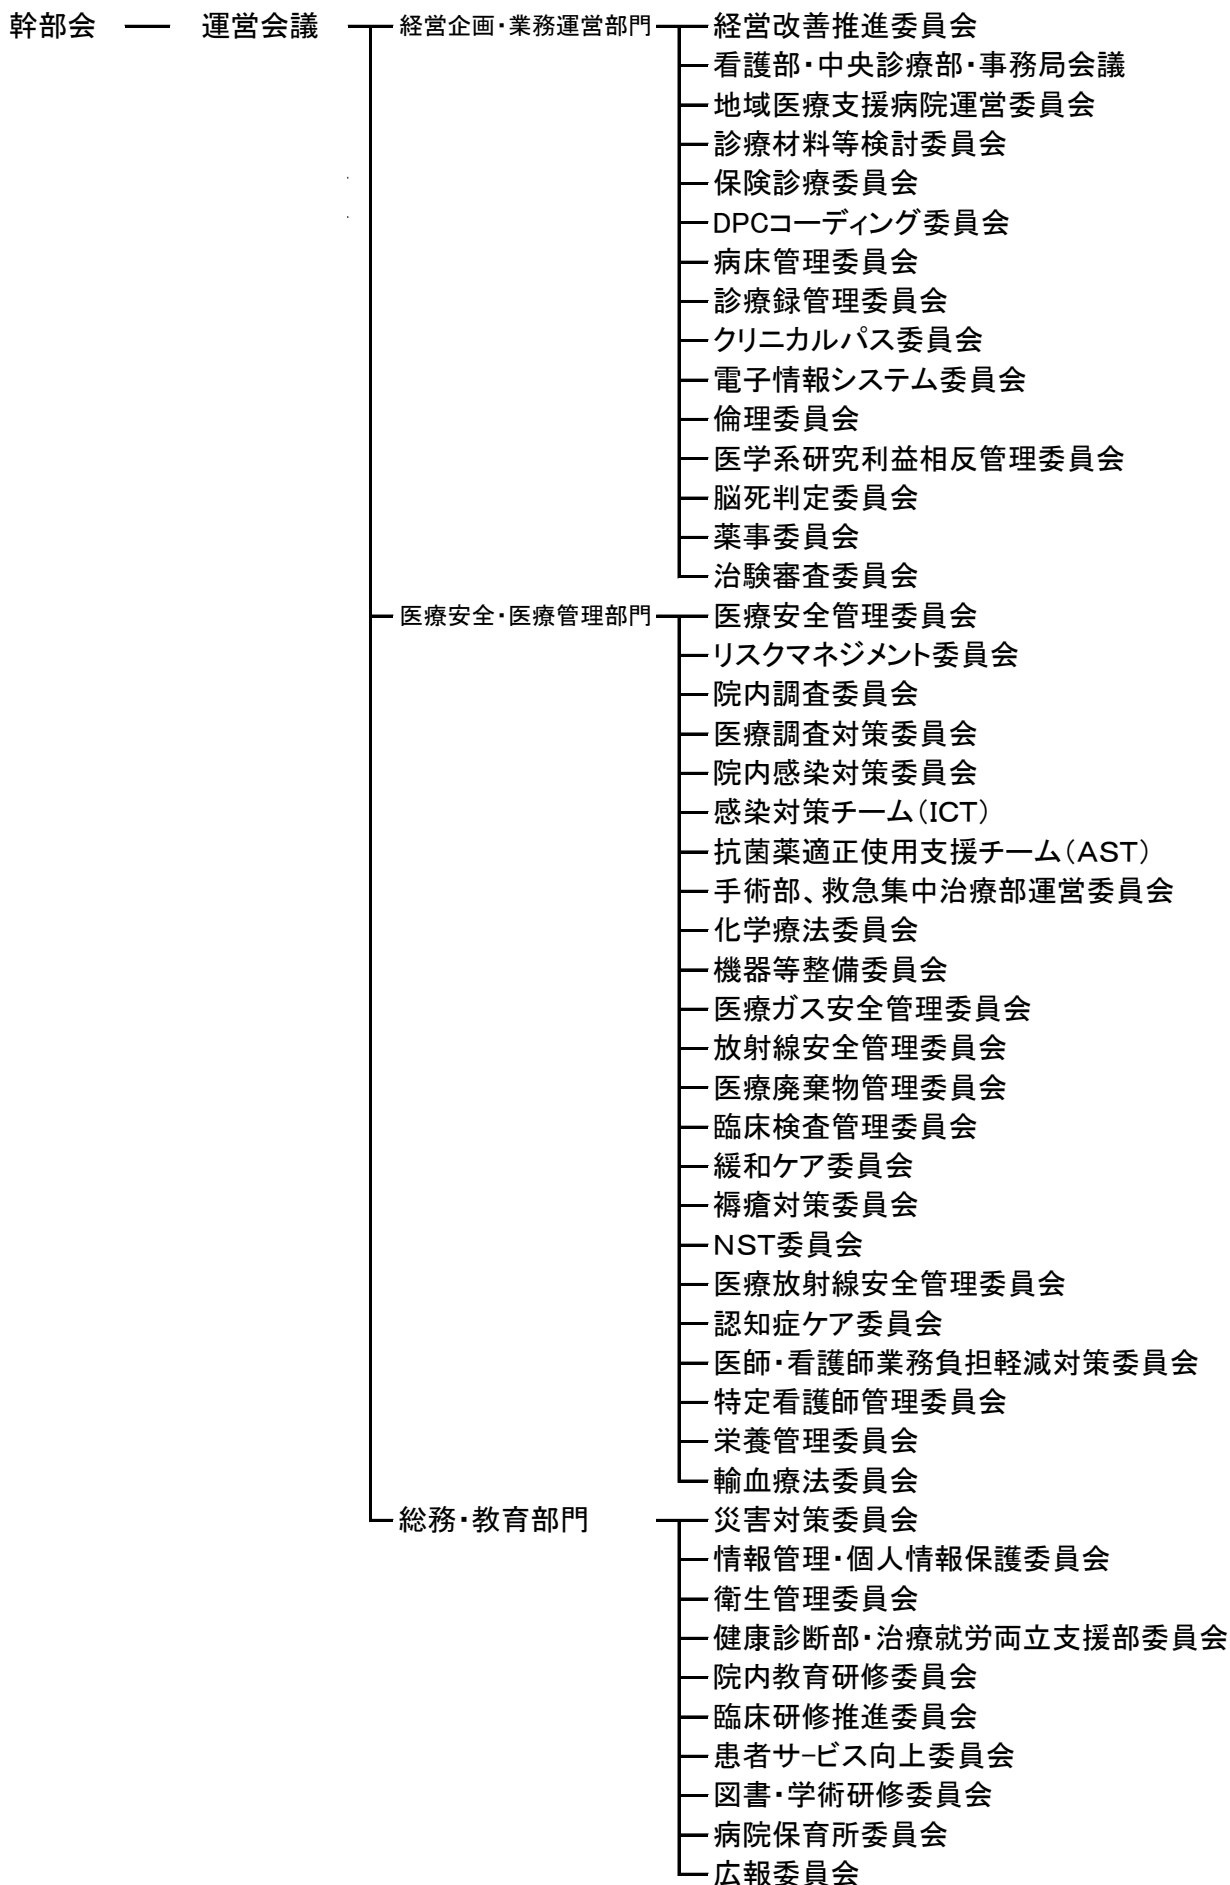 幹部会 運営会議 経営企画・業務運営部門 経営改善推進委員会
看護部・中央診療部・事務局会議
地域医療支援病院運営委員会
診療材料等検討委員会
保険診療委員会
DPCコーディング委員会
病床管理委員会
診療録管理委員会
クリニカルパス委員会
電子情報システム委員会
倫理委員会
医学系研究利益相反管理委員会
脳死判定委員会
薬事委員会
治験審査委員会
医療安全・医療管理部門 医療安全管理委員会
リスクマネジメント委員会
院内調査委員会
医療調査対策委員会
院内感染対策委員会
感染対策チーム(ICT)
抗菌薬適正使用支援チーム(AST)
手術部、救急集中治療部運営委員会
化学療法委員会
機器等整備委員会
医療ガス安全管理委員会
放射線安全管理委員会
医療廃棄物管理委員会
臨床検査管理委員会
緩和ケア委員会
褥瘡対策委員会
NST委員会
医療放射線安全管理委員会
認知症ケア委員会
医師・看護師業務負担軽減対策委員会
特定看護師管理委員会
栄養管理委員会
輸血療法委員会
総務・教育部門 災害対策委員会
情報管理・個人情報保護委員会
衛生管理委員会
健康診断部・治療就労両立支援部委員会
院内教育研修委員会
臨床研修推進委員会
患者サービス向上委員会
図書・学術研修委員会
病院保育所委員会
広報委員会